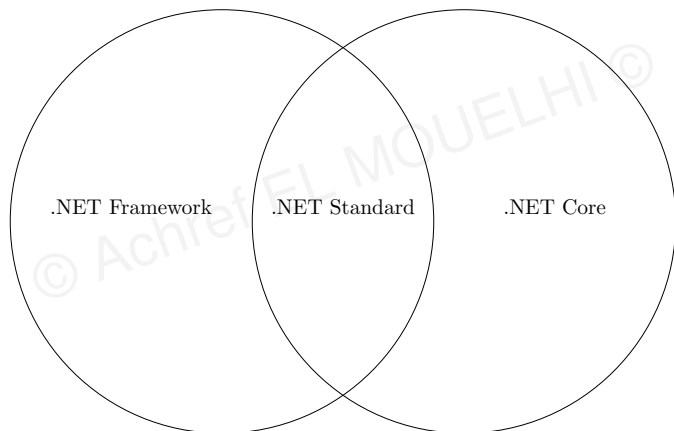 © Achref EL MOUELHI ©
.NET Framework
.NET Standard
.NET Core